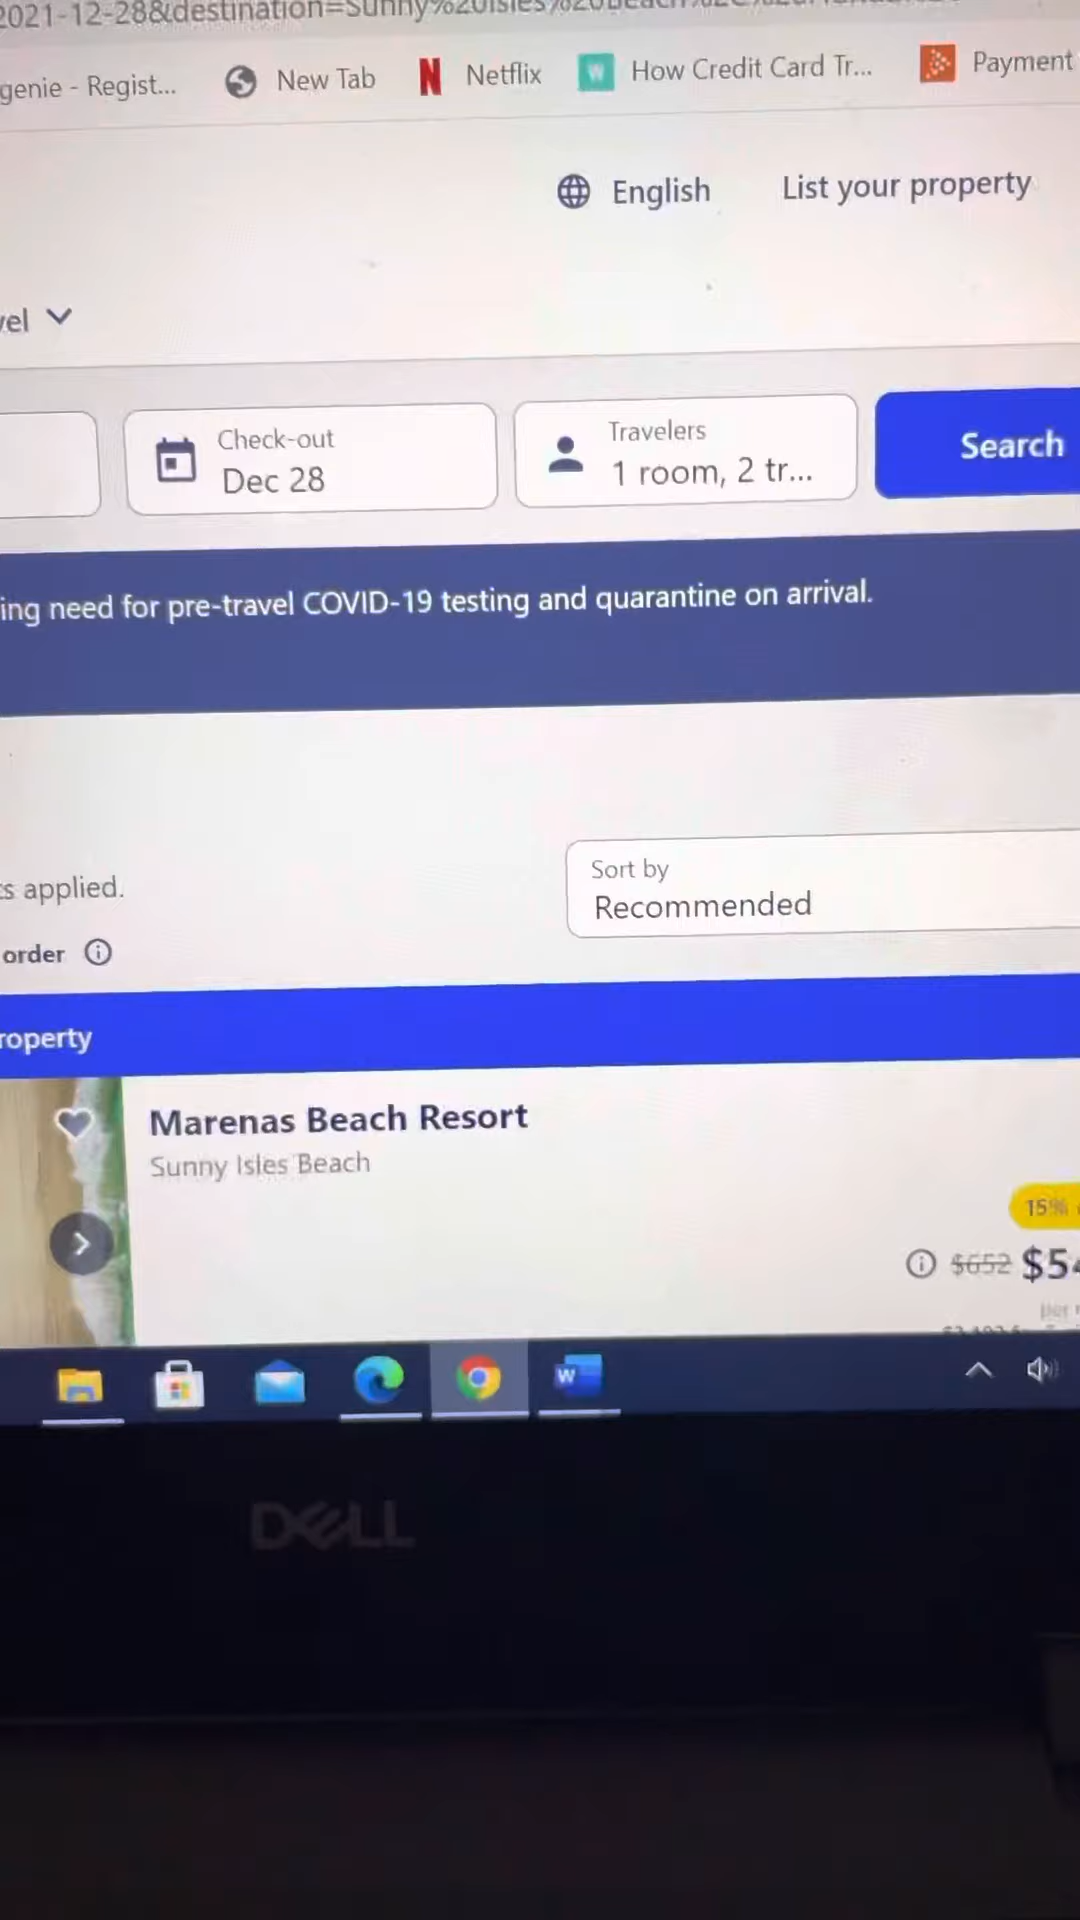 2021-12-28&destination=Sunny%20Isles%20Beach
genie - Regist... New Tab Netflix How Credit Card Tr... Payment
English List your property
vel
Check-out
Dec 28
Travelers
1 room, 2 tr...
Search
ing need for pre-travel COVID-19 testing and quarantine on arrival.
s applied.
Sort by
Recommended
order
roperty
Marenas Beach Resort
Sunny Isles Beach
15%
$652 $54
per
DELL